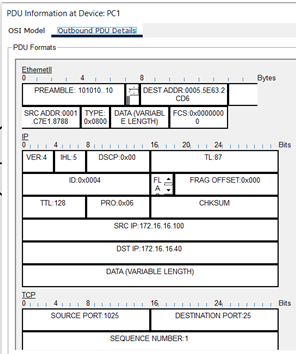 PDU Information at Device: PC1
OSI Model Outbound PDU Details
PDU Formats
EthernetII
0 4 8 Bytes
PREAMBLE: 101010..10 DEST ADDR:0005.5E63.2
CD6
SRC ADDR:0001 TYPE: DATA (VARIABL FCS:0x0000000
.C7E1.8788 0x0800 E LENGTH) 0
IP
0 4 8 16 24 Bits
VER:4 IHL:5 DSCP:0x00 TL:87
ID:0x0004 FL FRAG OFFSET:0x000
A
TTL:128 PRO:0x06 CHKSUM
SRC IP:172.16.16.100
DST IP:172.16.16.40
DATA (VARIABLE LENGTH)
TCP
0 4 8 16 24 Bits
SOURCE PORT:1025 DESTINATION PORT:25
SEQUENCE NUMBER:1